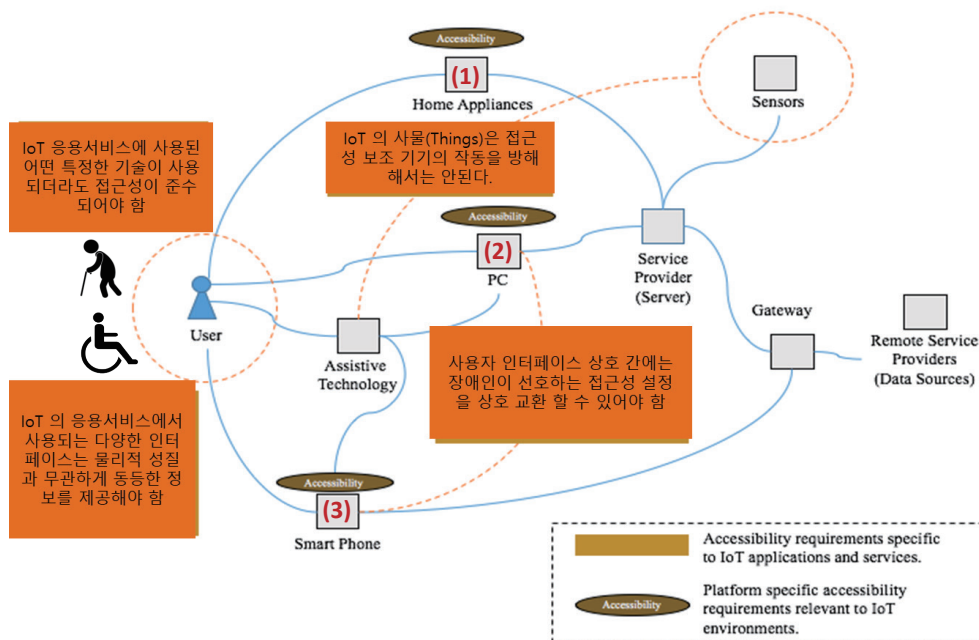 Accessibility
(1)
Home Appliances
Sensors
IoT 응용서비스에 사용된
어떤 특정한 기술이 사용
되더라도 접근성이 준수
되어야 함
IoT 의 사물(Things)은 접근
성 보조 기기의 작동을 방해
해서는 안된다.
Accessibility
(2)
PC
Service
Provider
(Server)
User
Gateway
Assistive
Technology
Remote Service
Providers
(Data Sources)
사용자 인터페이스 상호 간에는
장애인이 선호하는 접근성 설정
을 상호 교환 할 수 있어야 함
IoT 의 응용서비스에서
사용되는 다양한 인터
페이스는 물리적 성질
과 무관하게 동등한 정
보를 제공해야 함
Accessibility
(3)
Smart Phone
Accessibility requirements specific
to IoT applications and services.
Accessibility
Platform specific accessibility
requirements relevant to IoT
environments.